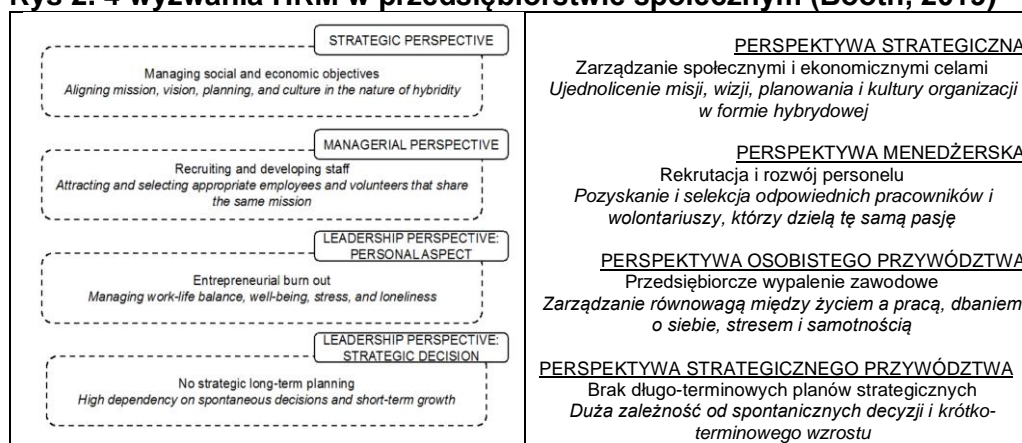 Rys 2. 4 wyzwania HRM w przedsiębiorstwie społecznym (Booth, 2019)
STRATEGIC PERSPECTIVE
Managing social and economic objectives
Aligning mission, vision, planning, and culture in the nature of hybridity
MANAGERIAL PERSPECTIVE
Recruiting and developing staff
Attracting and selecting appropriate employees and volunteers that share
the same mission
LEADERSHIP PERSPECTIVE:
PERSONAL ASPECT
Entrepreneurial burn out
Managing work-life balance, well-being, stress, and loneliness
LEADERSHIP PERSPECTIVE:
STRATEGIC DECISION
No strategic long-term planning
High dependency on spontaneous decisions and short-term growth
PERSPEKTYWA STRATEGICZNA
Zarządzanie społecznymi i ekonomicznymi celami
Ujednolicenie misji, wizji, planowania i kultury organizacji
w formie hybrydowej
PERSPEKTYWA MENEDŻERSKA
Rekrutacja i rozwój personelu
Pozyskanie i selekcja odpowiednich pracowników i
wolontariuszy, którzy dzielą tę samą pasję
PERSPEKTYWA OSOBISTEGO PRZYWÓDZTWA
Przedsiębiorcze wypalenie zawodowe
Zarządzanie równowagą między życiem a pracą, dbaniem
o siebie, stresem i samotnością
PERSPEKTYWA STRATEGICZNEGO PRZYWÓDZTWA
Brak długo-terminowych planów strategicznych
Duża zależność od spontanicznych decyzji i krótko-
terminowego wzrostu